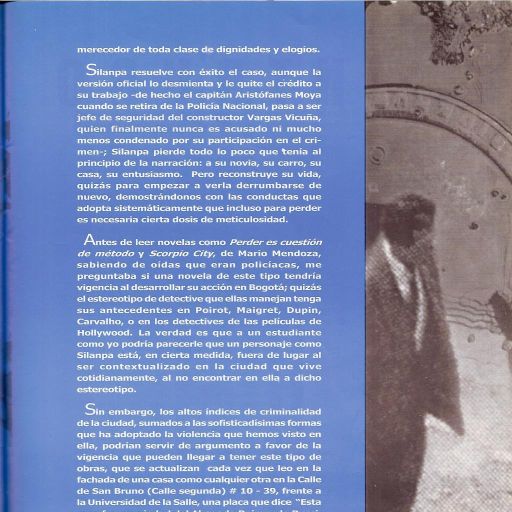 merecedor de toda clase de dignidades y elogios.
Silanpa resuelve con éxito el caso, aunque la
versión oficial lo desmienta y le quite el crédito a
su trabajo -de hecho el capitán Aristófanes Moya
cuando se retira de la Policía Nacional, pasa a ser
jefe de seguridad del constructor Vargas Vicuña,
quien finalmente nunca es acusado ni mucho
menos condenado por su participación en el cri-
men-; Silanpa pierde todo lo poco que tenía al
principio de la narración: a su novia, su carro, su
casa, su entusiasmo. Pero reconstruye su vida,
quizás para empezar a verla derrumbarse de
nuevo, demostrándonos con las conductas que
adopta sistemáticamente que incluso para perder
es necesaria cierta dosis de meticulosidad.
Antes de leer novelas como Perder es cuestión
de método y Scorpio City, de Mario Mendoza,
sabiendo de oidas que eran policíacas, me
preguntaba si una novela de este tipo tendría
vigencia al desarrollar su acción en Bogotá; quizás
el estereotipo de detective que ellas manejan tenga
sus antecedentes en Poirot, Maigret, Dupin,
Carvalho, o en los detectives de las películas de
Hollywood. La verdad es que a un estudiante
como yo podría parecerle que un personaje como
Silanpa está, en cierta medida, fuera de lugar al
ser contextualizado en la ciudad que vive
cotidianamente, al no encontrar en ella a dicho
estereotipo.
Sin embargo, los altos índices de criminalidad
de la ciudad, sumados a las sofisticadísimas formas
que ha adoptado la violencia que hemos visto en
ella, podrían servir de argumento a favor de la
vigencia que pueden llegar a tener este tipo de
obras, que se actualizan cada vez que leo en la
fachada de una casa como cualquier otra en la Calle
de San Bruno (Calle segunda) # 10 - 39, frente a
la Universidad de la Salle, una placa que dice "Esta